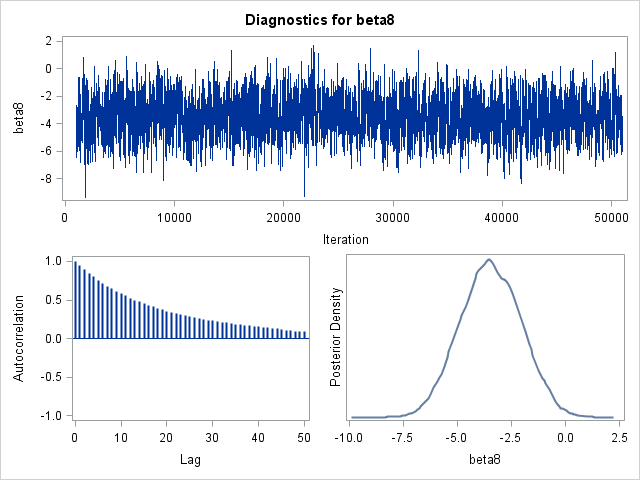 Diagnostics for beta8
2
0
-2
-4
-6
-8
beta8
0 10000 20000 30000 40000 50000
Iteration
1.0
0.5
0.0
-0.5
-1.0
Autocorrelation
0 10 20 30 40 50
Lag
Posterior Density
-10.0 -7.5 -5.0 -2.5 0.0 2.5
beta8